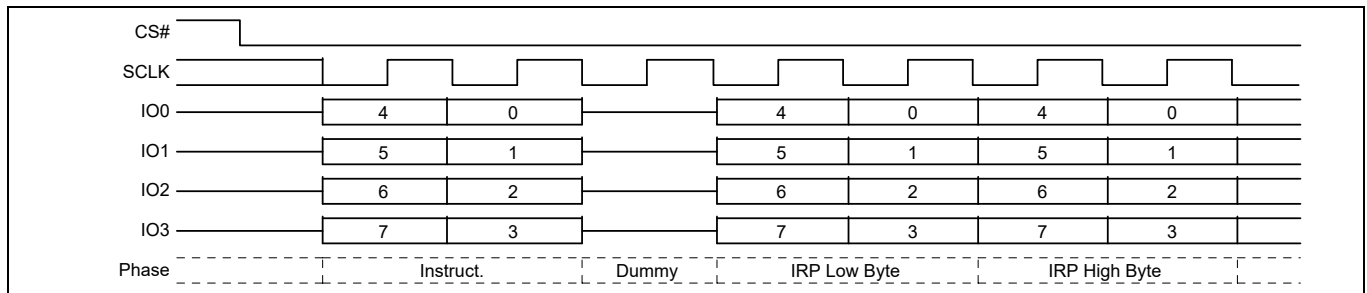 CS#
SCLK
IO0 4 0 4 0 4 0
IO1 5 1 5 1 5 1
IO2 6 2 6 2 6 2
IO3 7 3 7 3 7 3
Phase Instruct. Dummy IRP Low Byte IRP High Byte